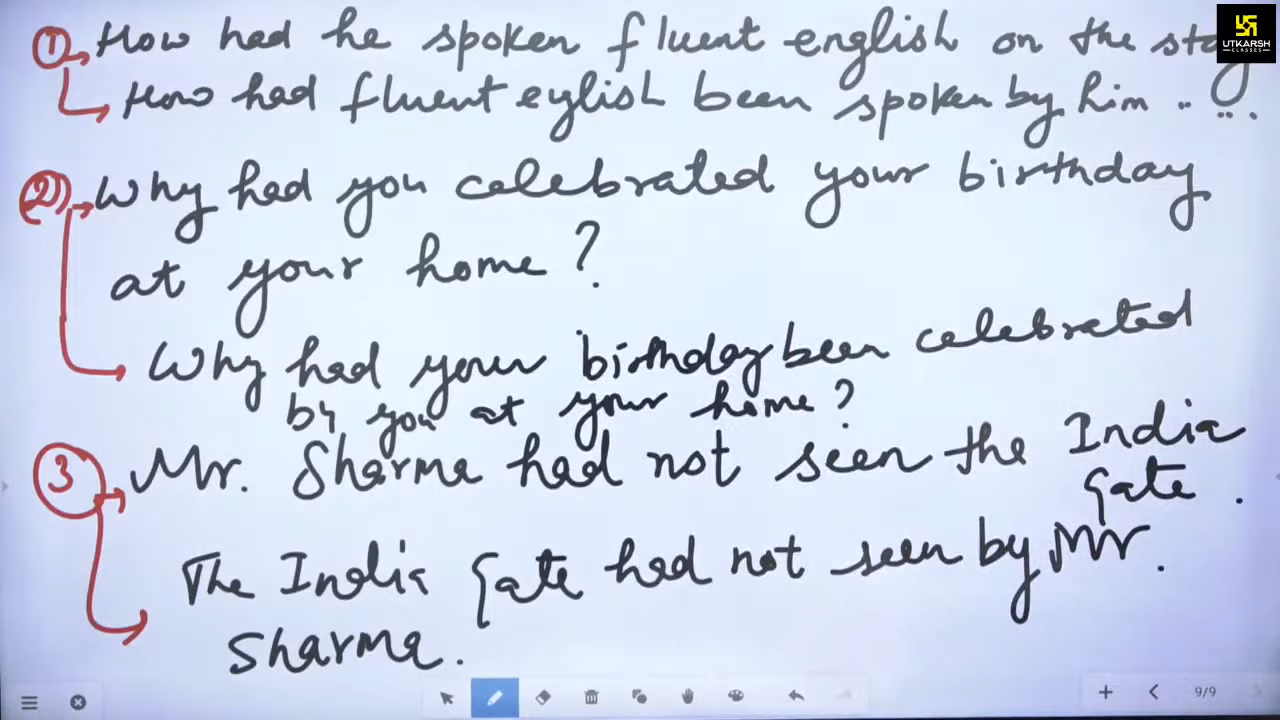 UTKARSH
CLASSES
① How had he spoken fluent english on the stag
How had fluent eylish been spoken by him .. ...
2) Why had you celebrated your birthday
at your home ?
Why had your birthday been celebrated
by you at your home ?
3 Mr. Sharma had not seen the India
Gate .
The India Gate had not seen by Mr.
Sharma.
9/9